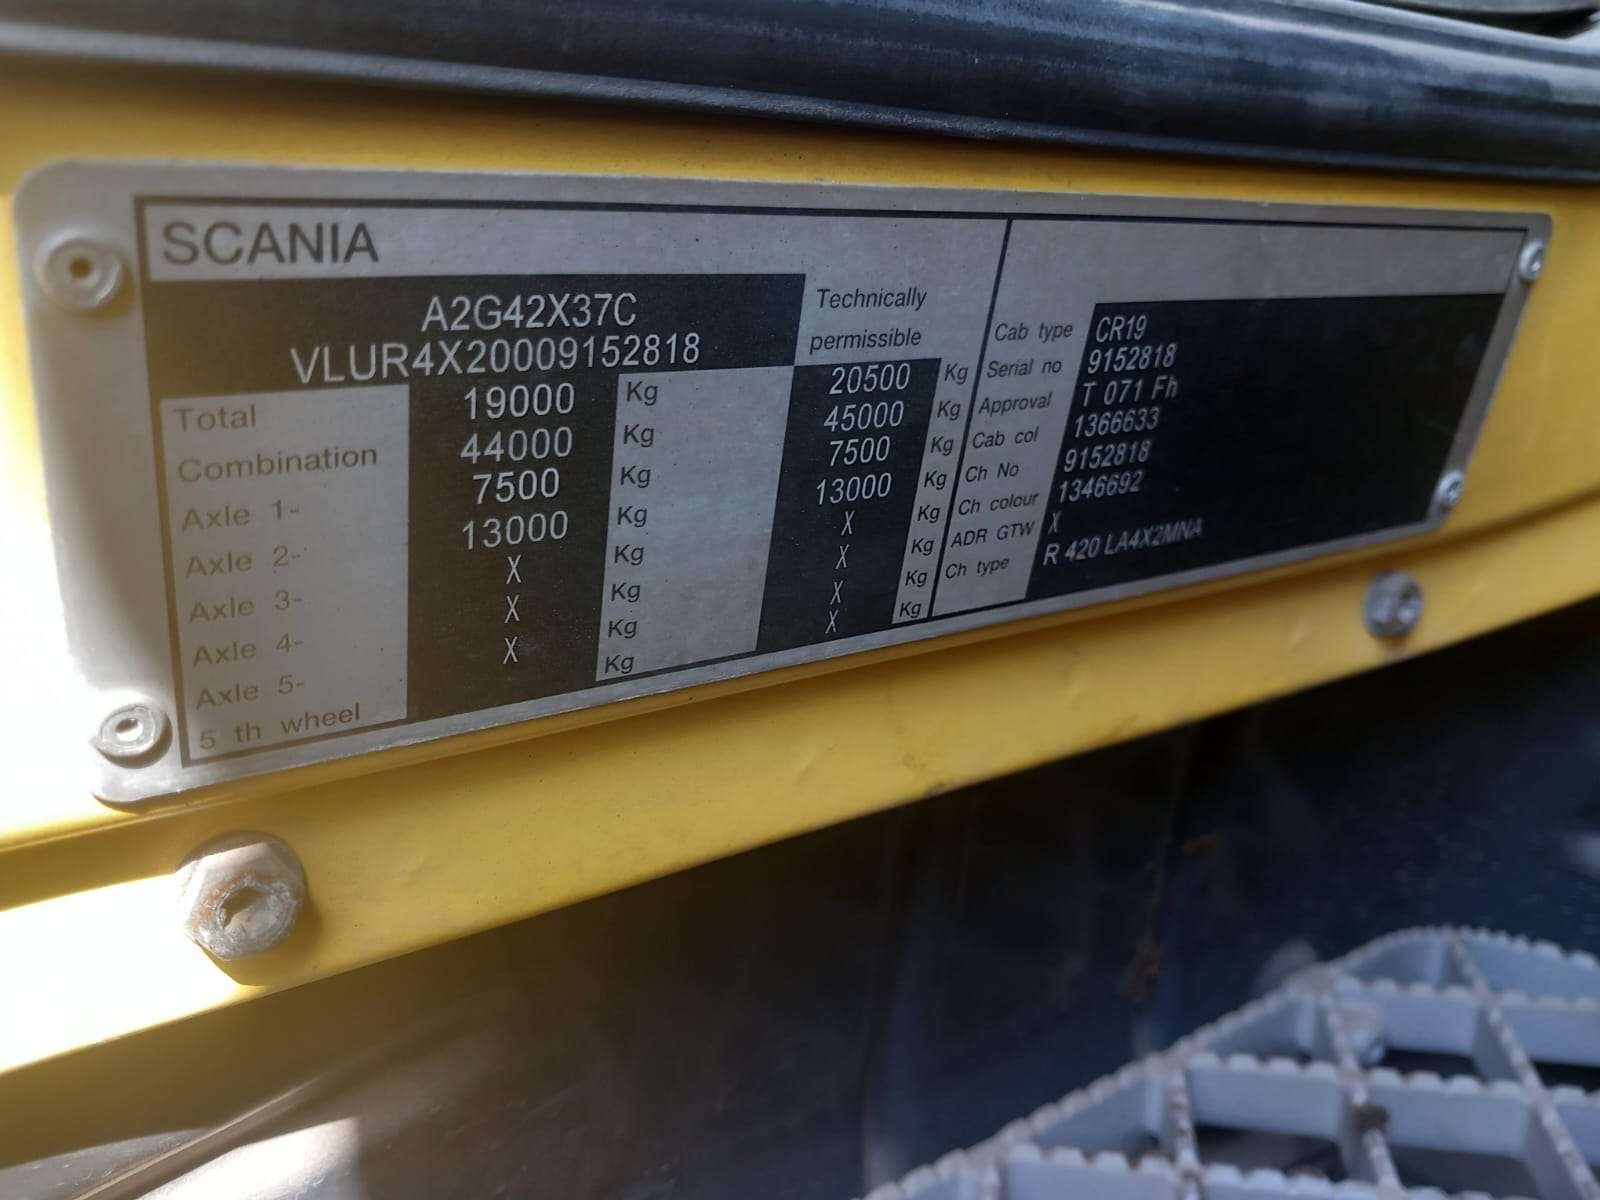 SCANIA
A2G42X37C
VLUR4X20009152818
Technically
permissible
Total 19000 Kg 20500 Kg
Combination 44000 Kg 45000 Kg
Axle 1- 7500 Kg 7500 Kg
Axle 2- 13000 Kg 13000 Kg
Axle 3- X Kg X Kg
Axle 4- X Kg X Kg
Axle 5- X Kg X Kg
5 th wheel Kg X Kg
Cab type CR19
Serial no 9152818
Approval T 071 Fh
Cab col 1366633
Ch No 9152818
Ch colour 1346692
ADR GTW X
Ch type R 420 LA4X2MNA